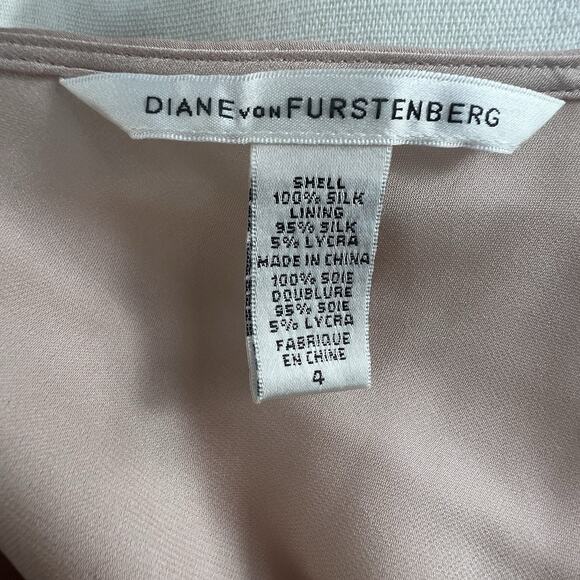 DIANE VON FURSTENBERG
SHELL
100% SILK
LINING
95% SILK
5% LYCRA
MADE IN CHINA
100% SOIE
DOUBLURE
95% SOIE
5% LYCRA
FABRIQUE
EN CHINE
4